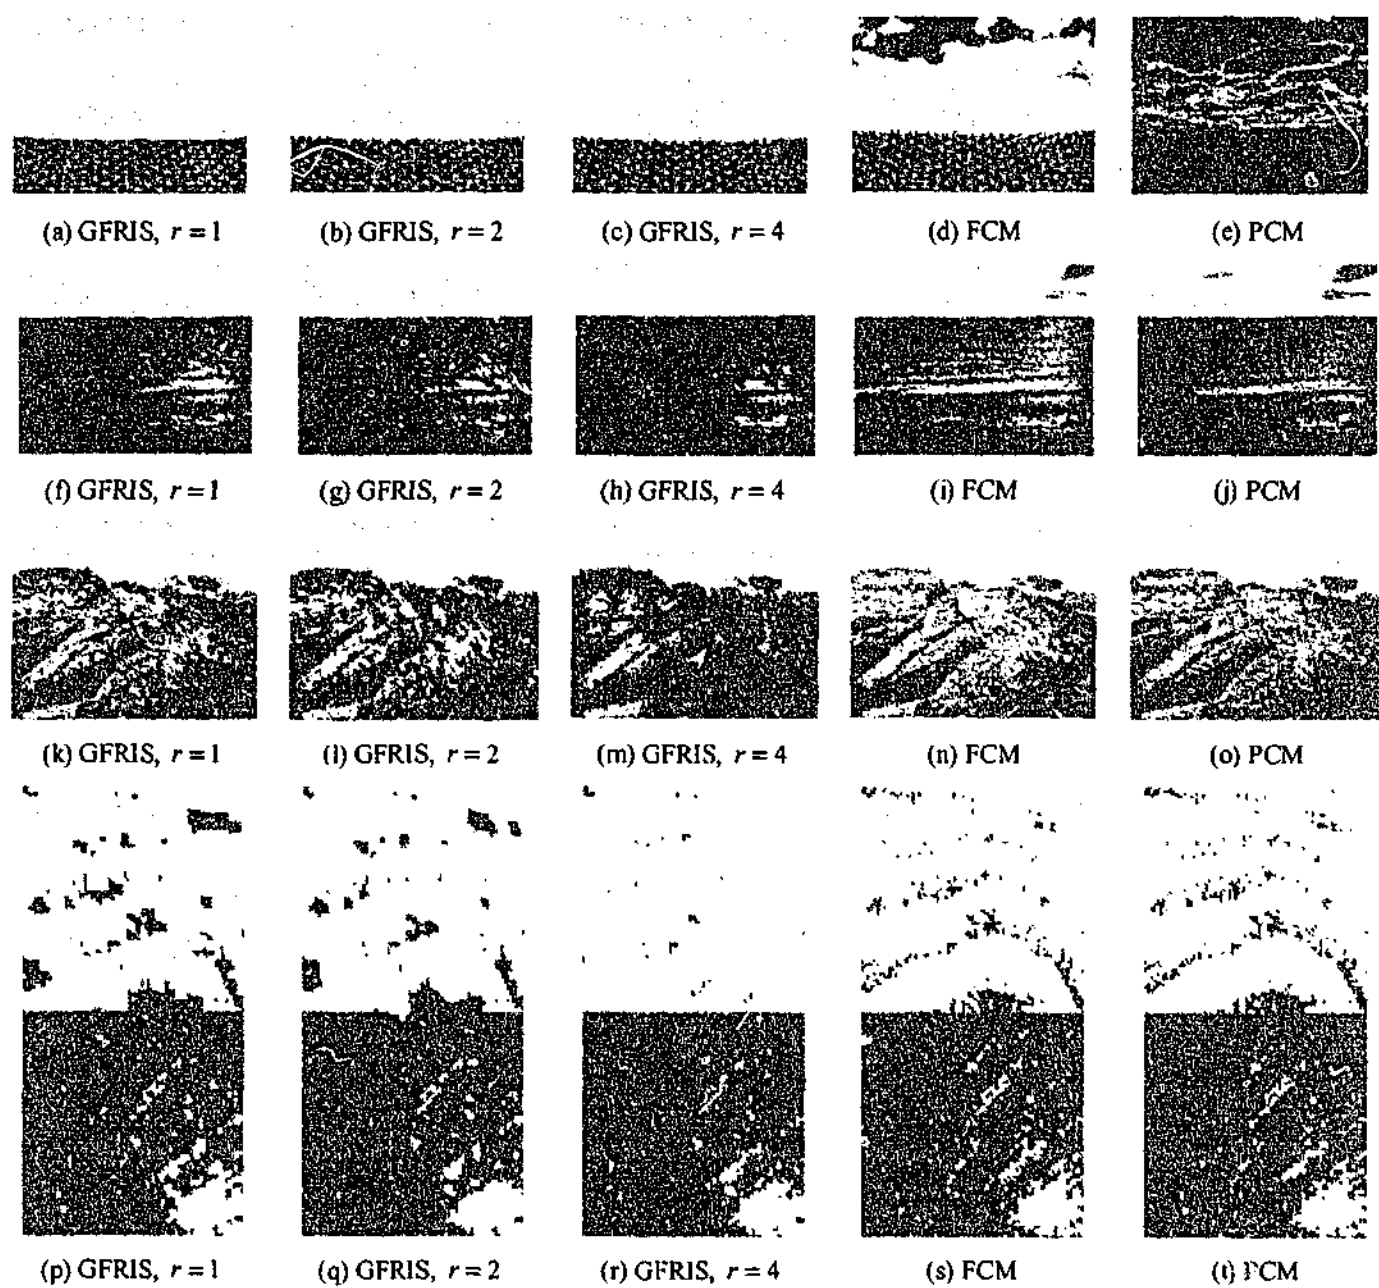 (a) GFRIS, r = 1 (b) GFRIS, r = 2 (c) GFRIS, r = 4 (d) FCM (e) PCM
(f) GFRIS, r = 1 (g) GFRIS, r = 2 (h) GFRIS, r = 4 (i) FCM (j) PCM
(k) GFRIS, r = 1 (l) GFRIS, r = 2 (m) GFRIS, r = 4 (n) FCM (o) PCM
(p) GFRIS, r = 1 (q) GFRIS, r = 2 (r) GFRIS, r = 4 (s) FCM (t) PCM